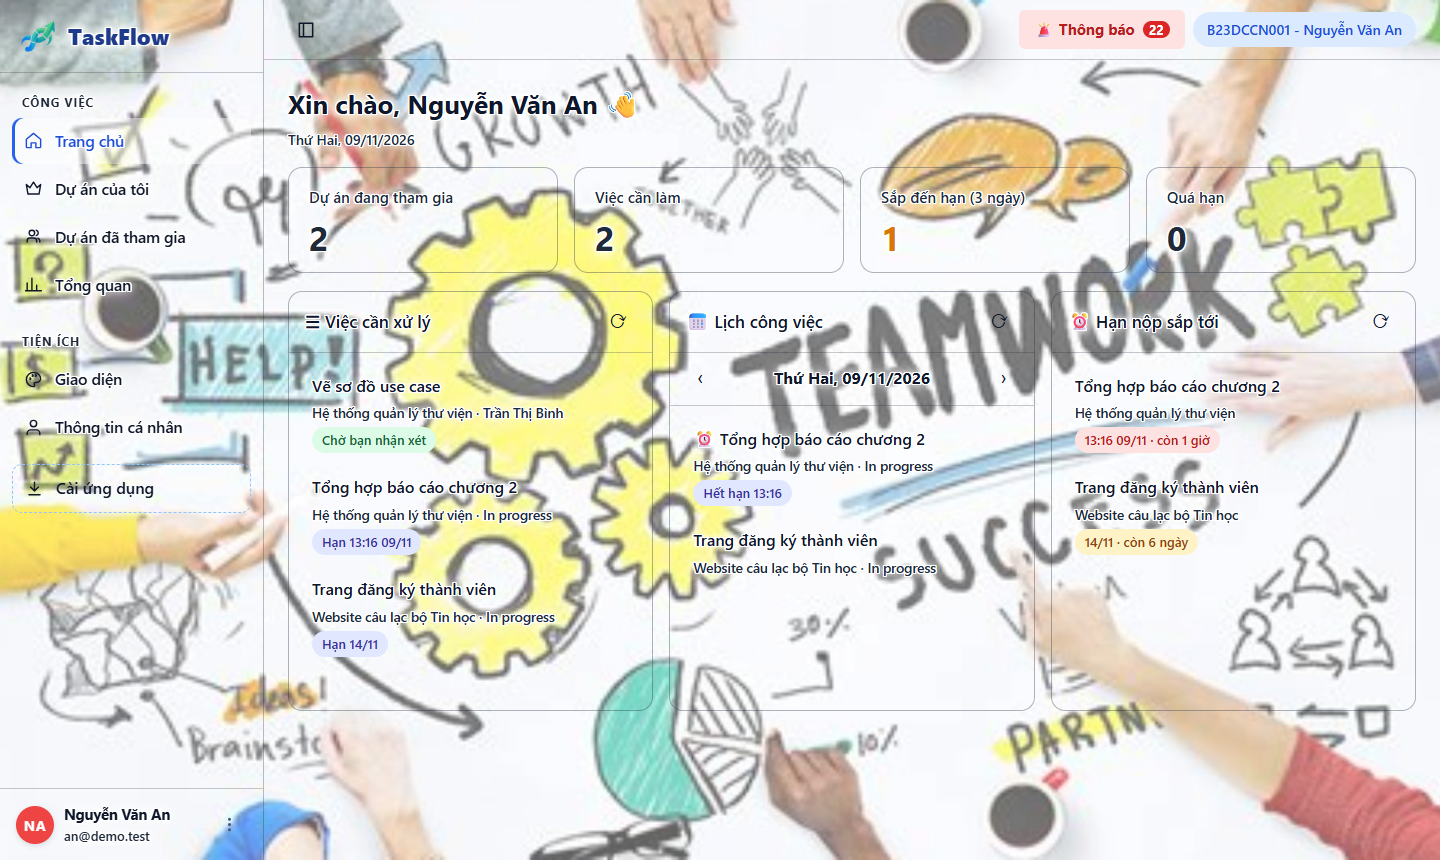 TaskFlow
Thông báo 22
B23DCCN001 - Nguyễn Văn An
CÔNG VIỆC
Trang chủ
Dự án của tôi
Dự án đã tham gia
Tổng quan
TIỆN ÍCH
Giao diện
Thông tin cá nhân
Cài ứng dụng
NA
Nguyễn Văn An
an@demo.test
Xin chào, Nguyễn Văn An
Thứ Hai, 09/11/2026
Dự án đang tham gia
2
Việc cần làm
2
Sắp đến hạn (3 ngày)
1
Quá hạn
0
Việc cần xử lý
Vẽ sơ đồ use case
Hệ thống quản lý thư viện · Trần Thị Bình
Chờ bạn nhận xét
Tổng hợp báo cáo chương 2
Hệ thống quản lý thư viện · In progress
Hạn 13:16 09/11
Trang đăng ký thành viên
Website câu lạc bộ Tin học · In progress
Hạn 14/11
Lịch công việc
‹ Thứ Hai, 09/11/2026 ›
Tổng hợp báo cáo chương 2
Hệ thống quản lý thư viện · In progress
Hết hạn 13:16
Trang đăng ký thành viên
Website câu lạc bộ Tin học · In progress
Hạn nộp sắp tới
Tổng hợp báo cáo chương 2
Hệ thống quản lý thư viện
13:16 09/11 · còn 1 giờ
Trang đăng ký thành viên
Website câu lạc bộ Tin học
14/11 · còn 6 ngày
GROWTH
TOGETHER
TEAMWORK
HELP!
?
SUCCESS
30%
10%
Ideas!